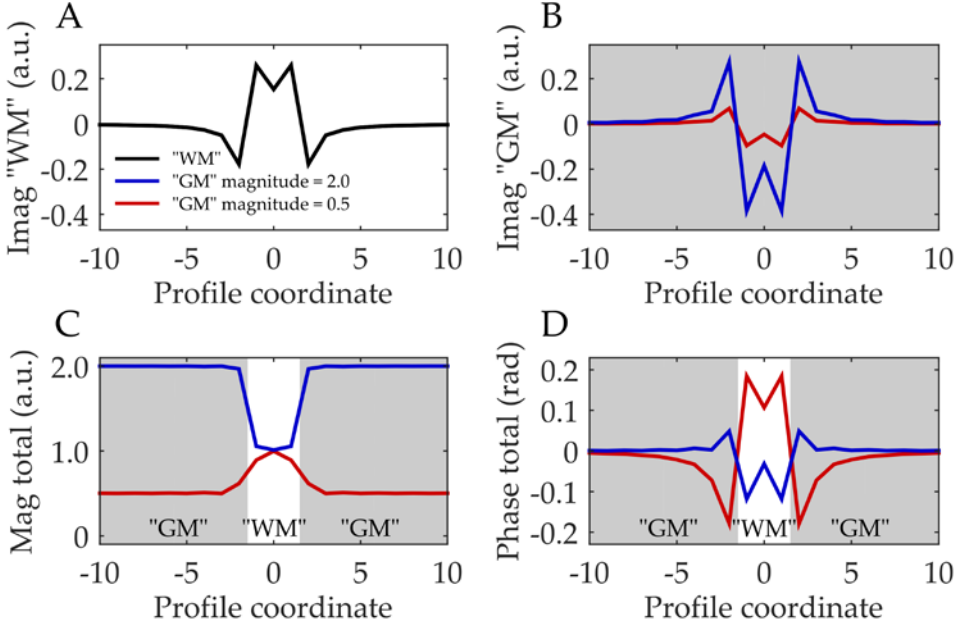 A
Imag "WM" (a.u.)
0.2
0
-0.2
-0.4
"WM"
"GM" magnitude = 2.0
"GM" magnitude = 0.5
-10 -5 0 5 10
Profile coordinate
B
Imag "GM" (a.u.)
0.2
0
-0.2
-0.4
-10 -5 0 5 10
Profile coordinate
C
Mag total (a.u.)
2.0
1.0
0
"GM" "WM" "GM"
-10 -5 0 5 10
Profile coordinate
D
Phase total (rad)
0.2
0.1
0
-0.1
-0.2
"GM" "WM" "GM"
-10 -5 0 5 10
Profile coordinate